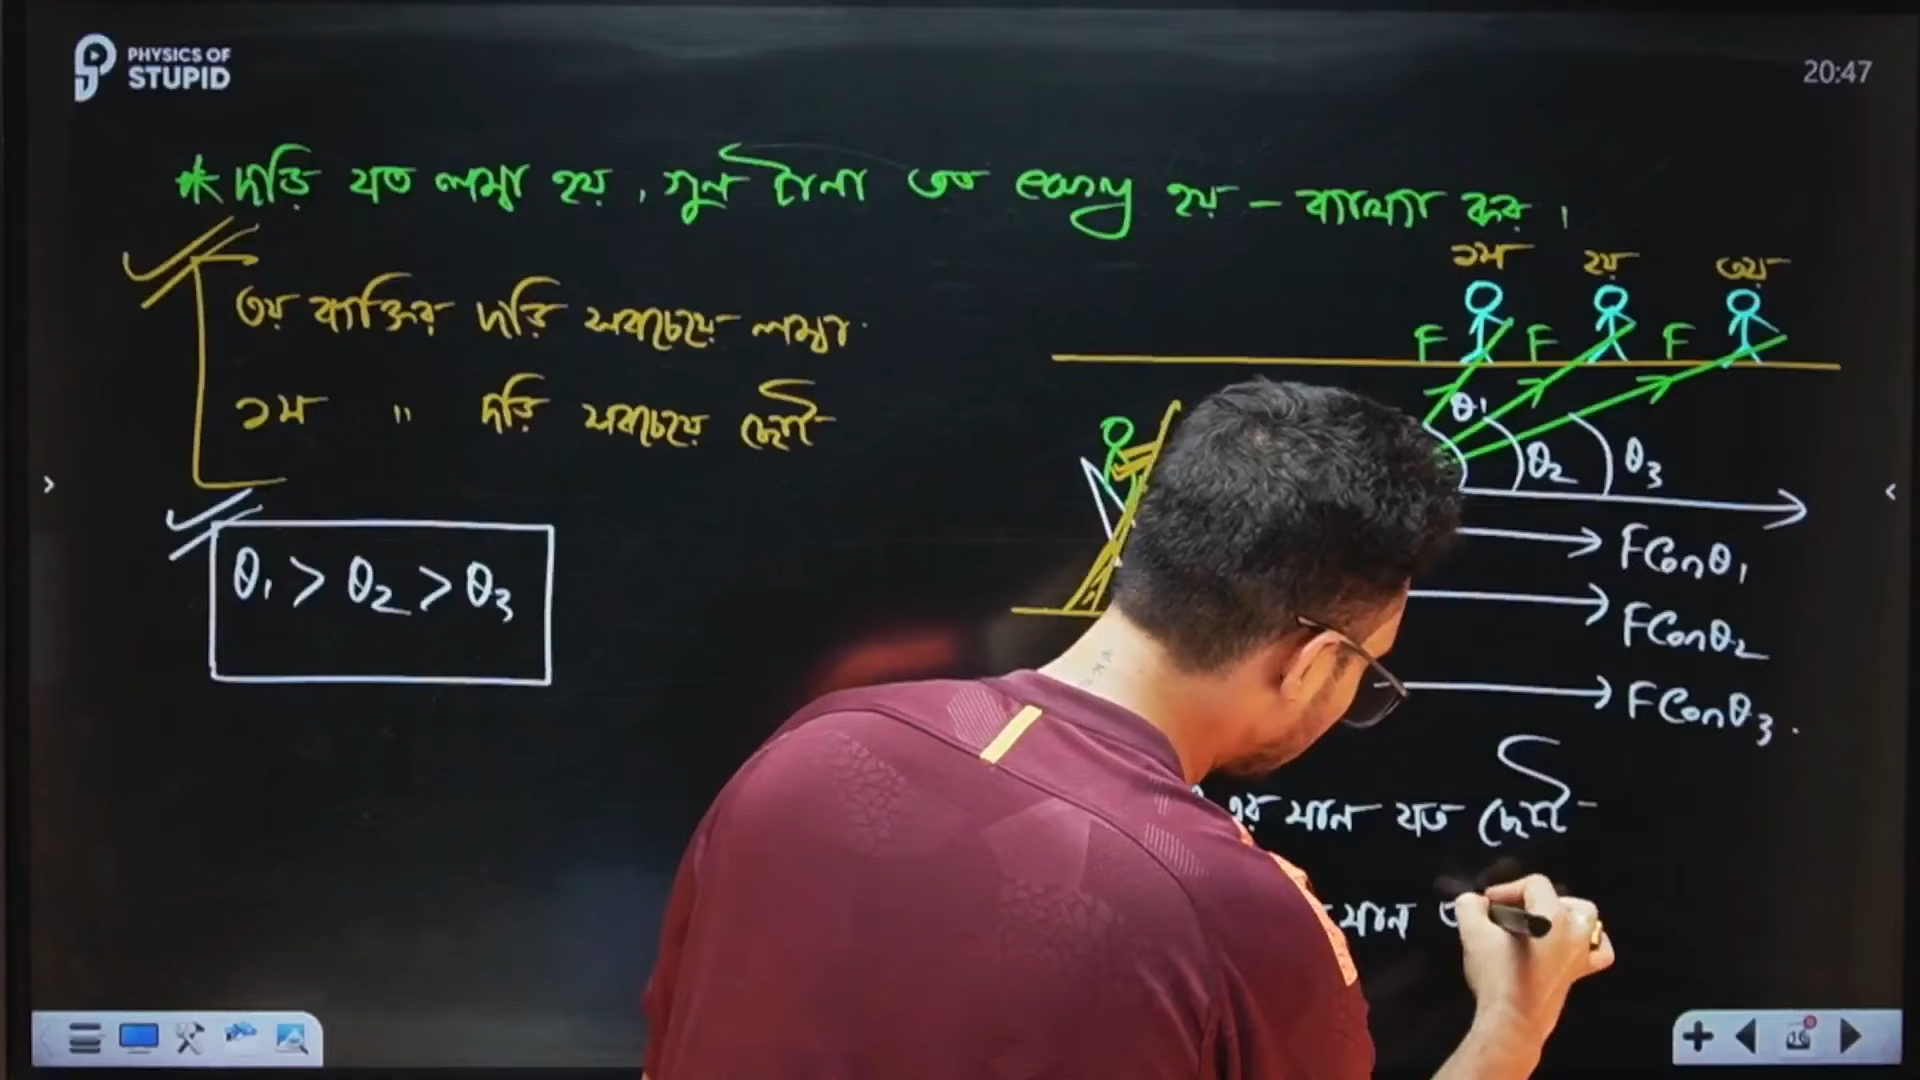 PHYSICS OF
STUPID
20:47
* দড়ি যত লম্বা হয়, গুন টানা তত easy হয় – ব্যাখ্যা কর।
৩য় ব্যক্তির দড়ি সবচেয়ে লম্বা
১ম " দড়ি সবচেয়ে ছোট
θ₁ > θ₂ > θ₃
১ম ২য় ৩য়
F F F
θ₁ θ₂ θ₃
FCosθ₁
FCosθ₂
FCosθ₃
এর মান যত ছোট
মান